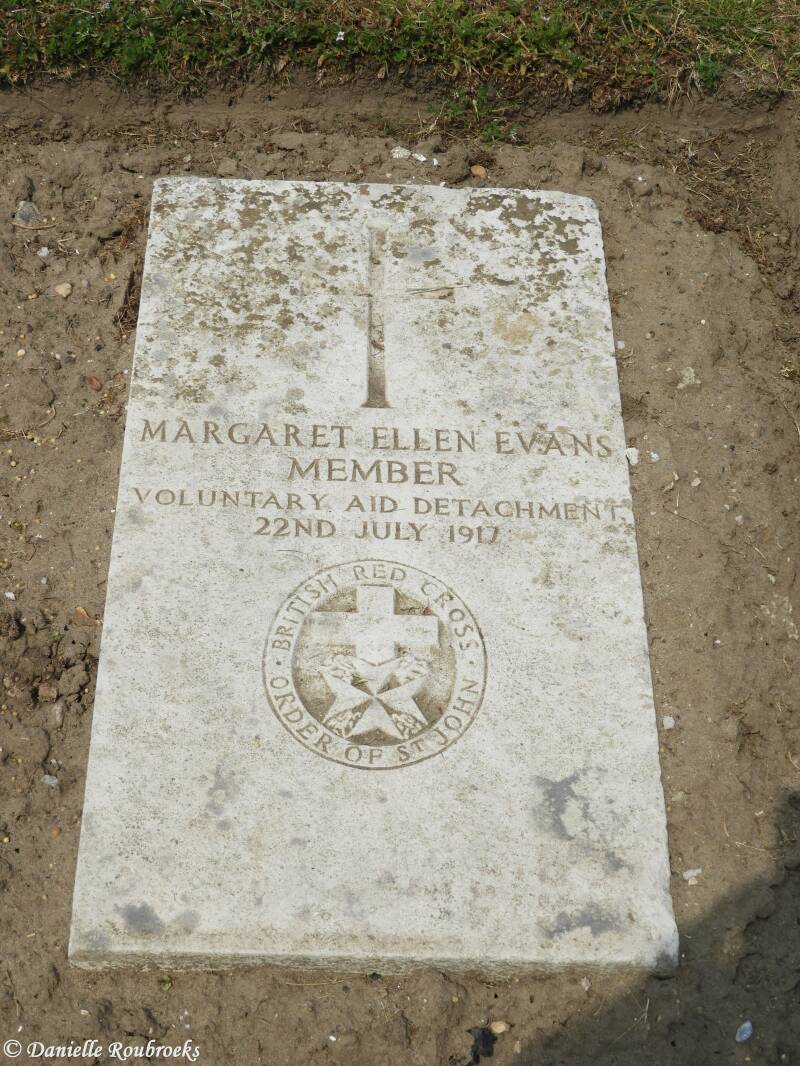 MARGARET ELLEN EVANS
MEMBER
VOLUNTARY AID DETACHMENT
22ND JULY 1917
· BRITISH RED CROSS ·
ORDER OF ST JOHN
© Danielle Roubroeks